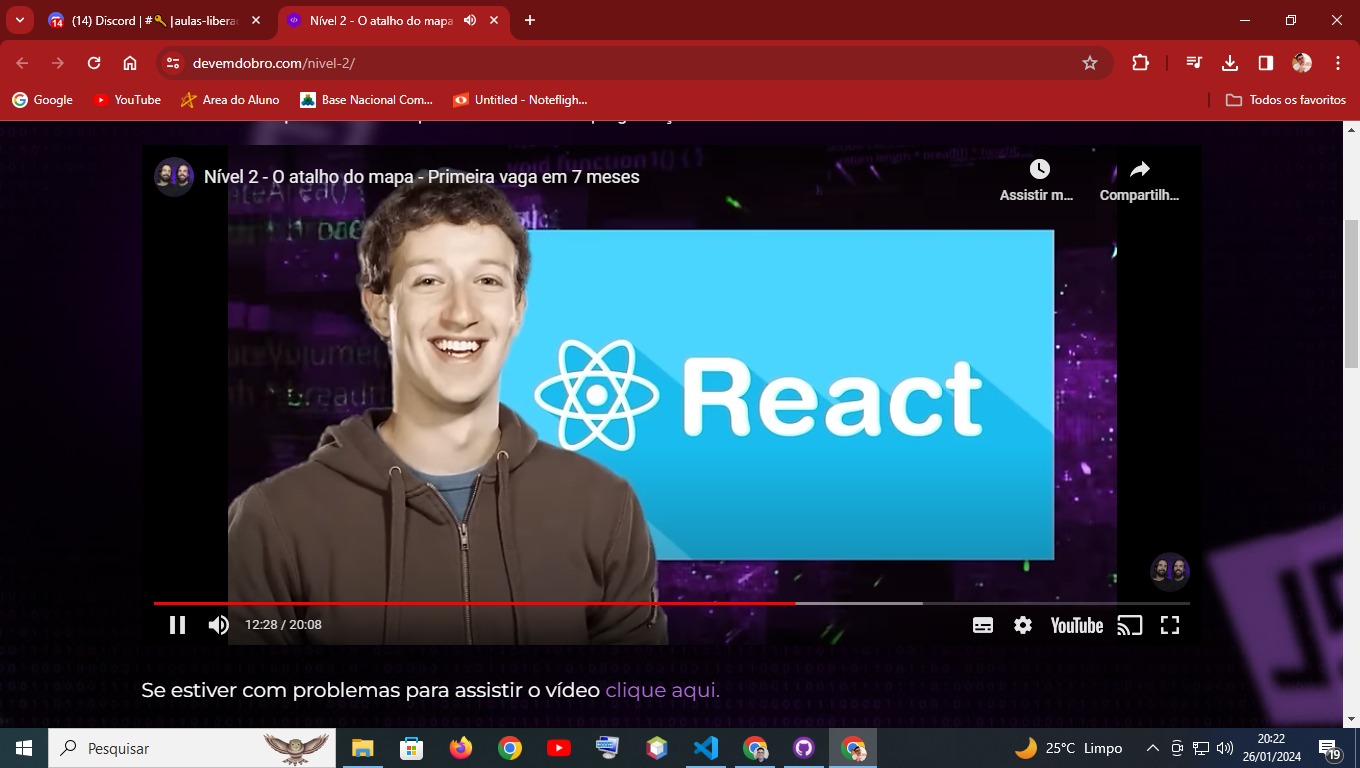 (14) Discord | #🔑 |aulas-libera
Nível 2 - O atalho do mapa
devemdobro.com/nivel-2/
Google
YouTube
Area do Aluno
Base Nacional Com...
Untitled - Notefligh...
Todos os favoritos
void function1() { }
Nível 2 - O atalho do mapa - Primeira vaga em 7 meses
Assistir m...
Compartilh...
React
12:28 / 20:08
YouTube
Se estiver com problemas para assistir o vídeo clique aqui.
Pesquisar
25°C Limpo
20:22
26/01/2024
19